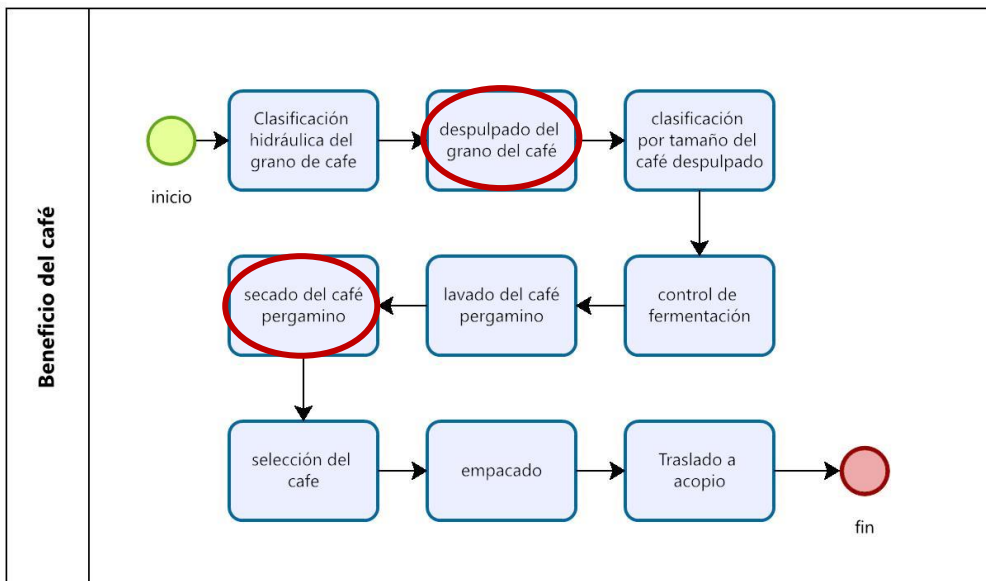 Beneficio del café
inicio
Clasificación
hidráulica del
grano de cafe
despulpado del
grano del café
clasificación
por tamaño del
café despulpado
control de
fermentación
lavado del café
pergamino
secado del café
pergamino
selección del
cafe
empacado
Traslado a
acopio
fin